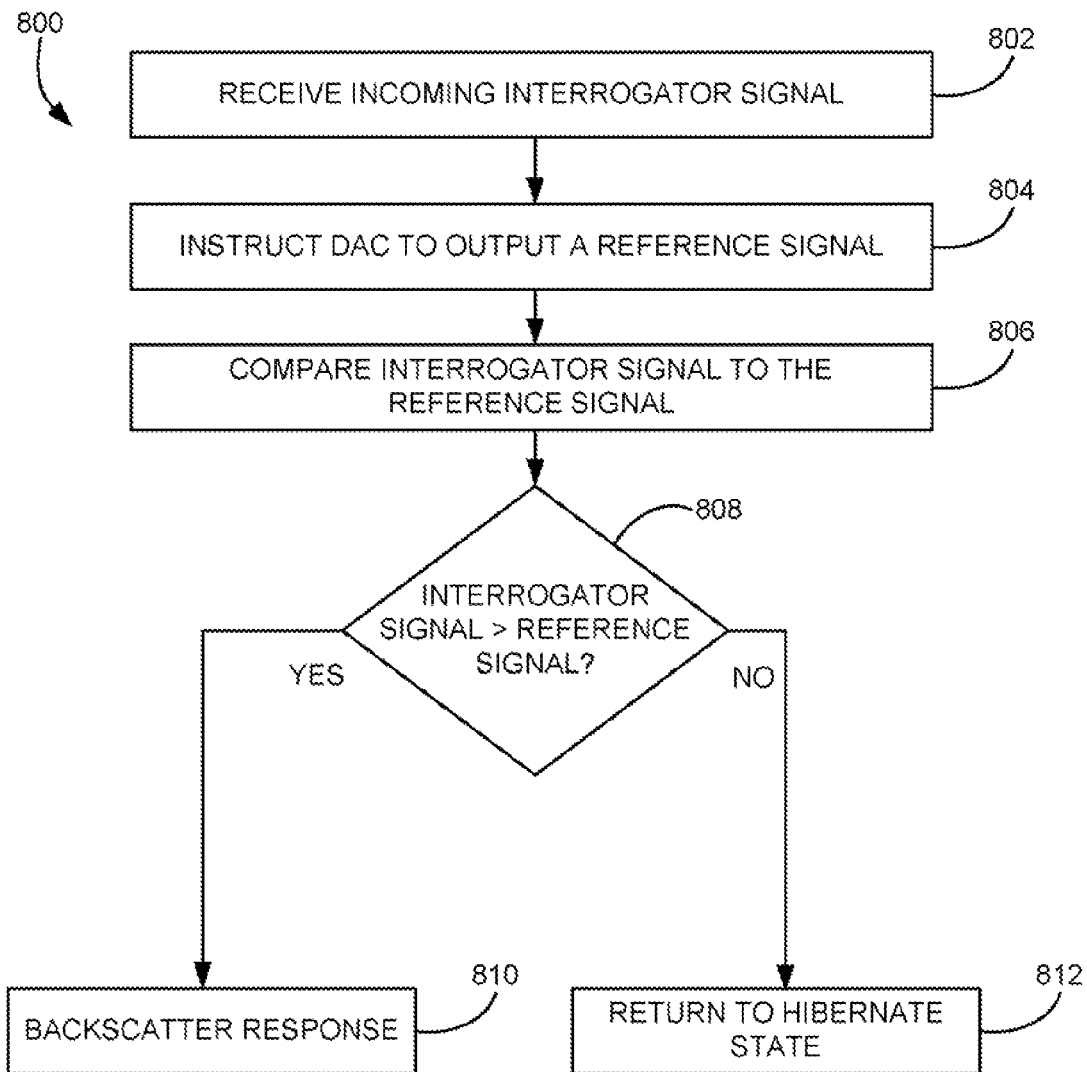 800
802
RECEIVE INCOMING INTERROGATOR SIGNAL
804
INSTRUCT DAC TO OUTPUT A REFERENCE SIGNAL
806
COMPARE INTERROGATOR SIGNAL TO THE
REFERENCE SIGNAL
808
INTERROGATOR
SIGNAL > REFERENCE
SIGNAL?
YES
NO
810
BACKSCATTER RESPONSE
812
RETURN TO HIBERNATE
STATE